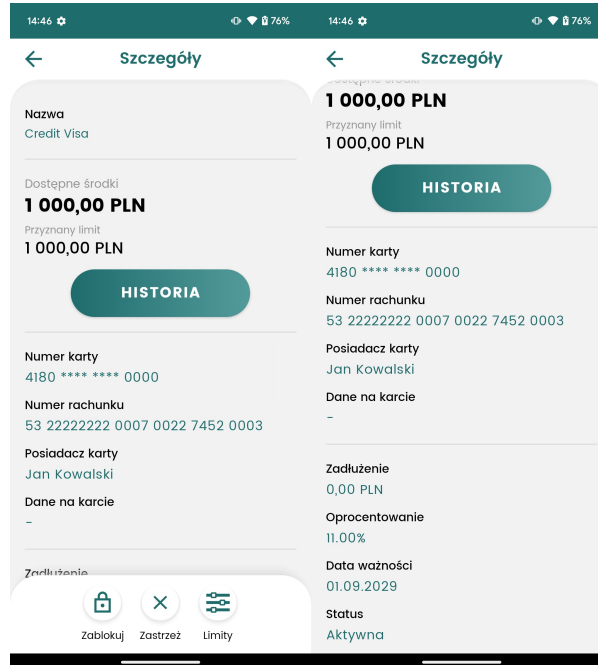 14:46 76%
Szczegóły
Nazwa
Credit Visa
Dostępne środki
1 000,00 PLN
Przyznany limit
1 000,00 PLN
HISTORIA
Numer karty
4180 **** **** 0000
Numer rachunku
53 22222222 0007 0022 7452 0003
Posiadacz karty
Jan Kowalski
Dane na karcie
-
Zadłużenie
Zablokuj Zastrzeż Limity
14:46 76%
Szczegóły
Dostępne środki
1 000,00 PLN
Przyznany limit
1 000,00 PLN
HISTORIA
Numer karty
4180 **** **** 0000
Numer rachunku
53 22222222 0007 0022 7452 0003
Posiadacz karty
Jan Kowalski
Dane na karcie
-
Zadłużenie
0,00 PLN
Oprocentowanie
11.00%
Data ważności
01.09.2029
Status
Aktywna